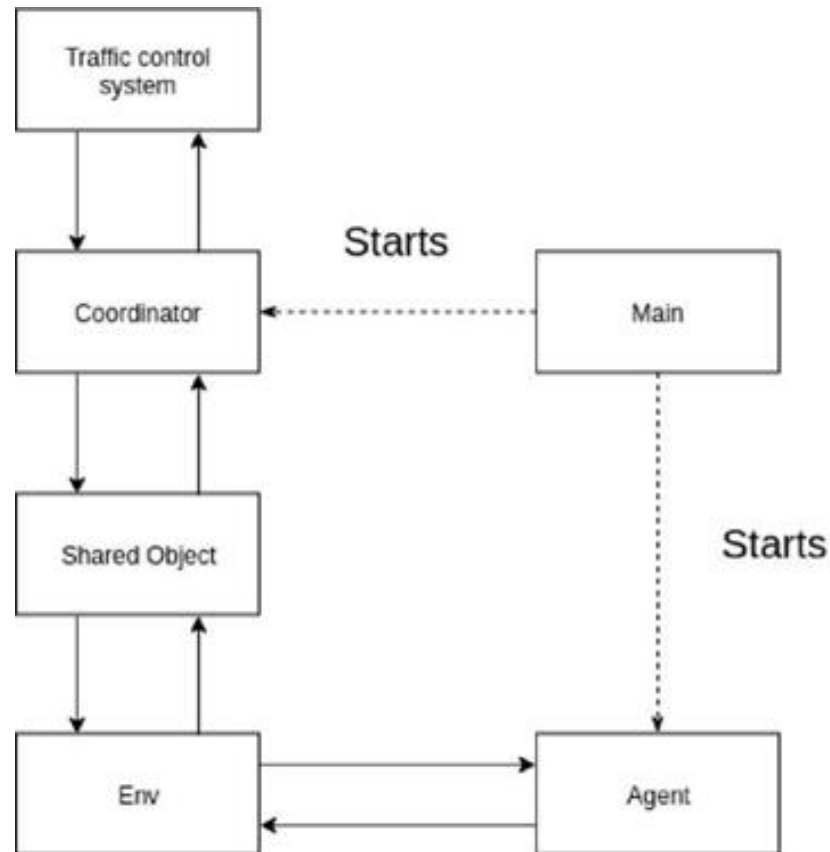 Traffic control
system
Starts
Coordinator
Main
Shared Object
Starts
Env
Agent